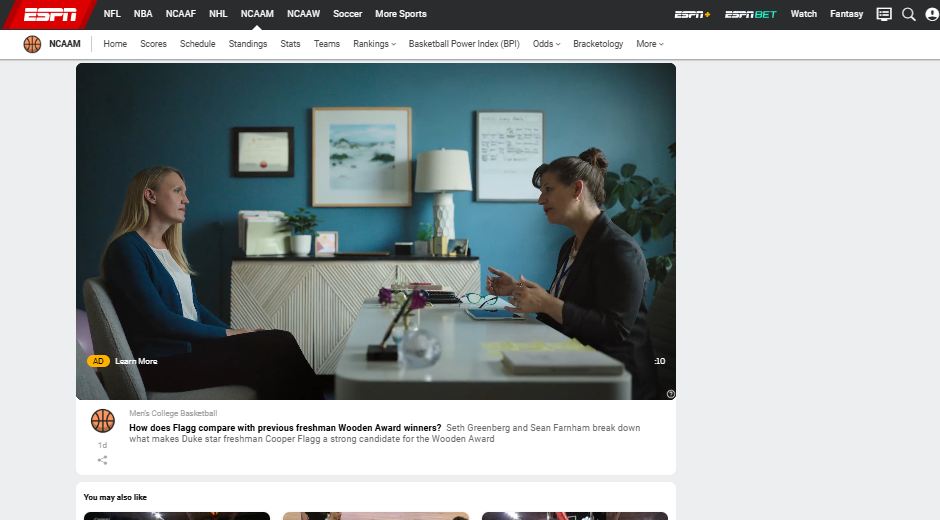 ESPN NFL NBA NCAAF NHL NCAAM NCAAW Soccer More Sports ESPN+ ESPN BET Watch Fantasy
NCAAM Home Scores Schedule Standings Stats Teams Rankings Basketball Power Index (BPI) Odds Bracketology More
AD Learn More :10
Men's College Basketball
How does Flagg compare with previous freshman Wooden Award winners? Seth Greenberg and Sean Farnham break down
what makes Duke star freshman Cooper Flagg a strong candidate for the Wooden Award
1d
You may also like